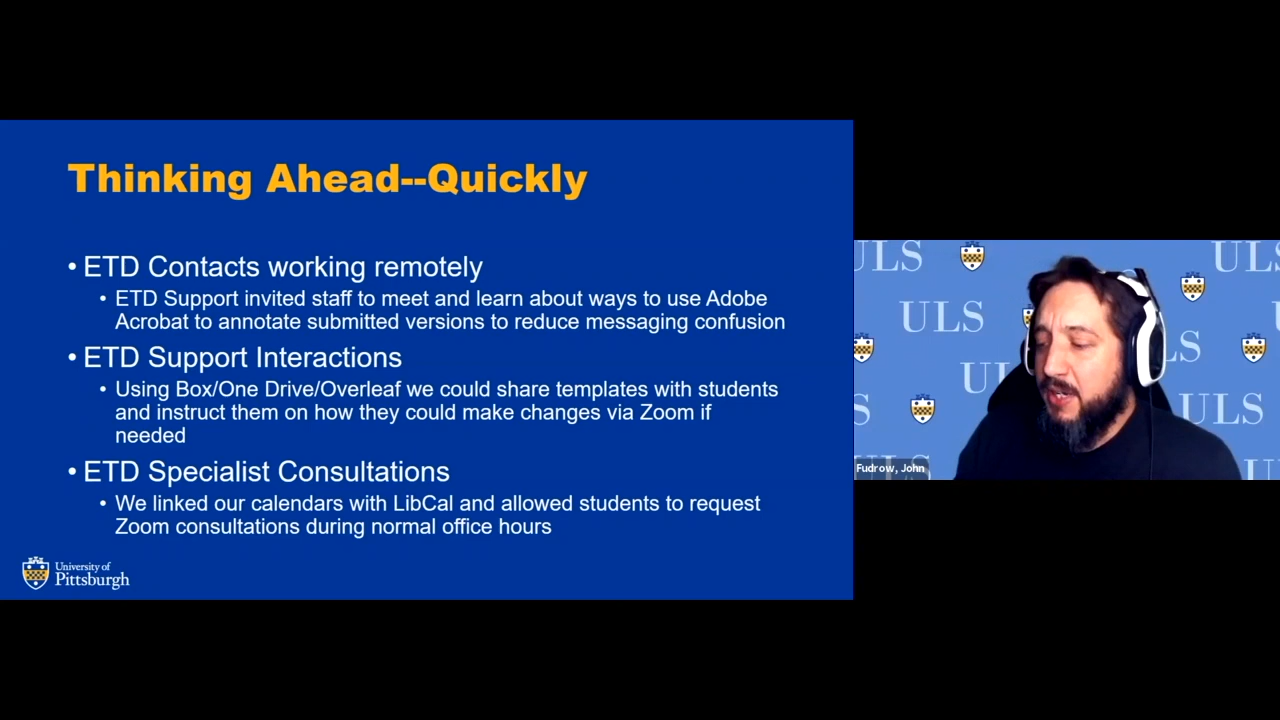 Thinking Ahead--Quickly
• ETD Contacts working remotely
• ETD Support invited staff to meet and learn about ways to use Adobe
Acrobat to annotate submitted versions to reduce messaging confusion
• ETD Support Interactions
• Using Box/One Drive/Overleaf we could share templates with students
and instruct them on how they could make changes via Zoom if
needed
• ETD Specialist Consultations
• We linked our calendars with LibCal and allowed students to request
Zoom consultations during normal office hours
University of
Pittsburgh
ULS
ULS
ULS
ULS
Fudrow, John